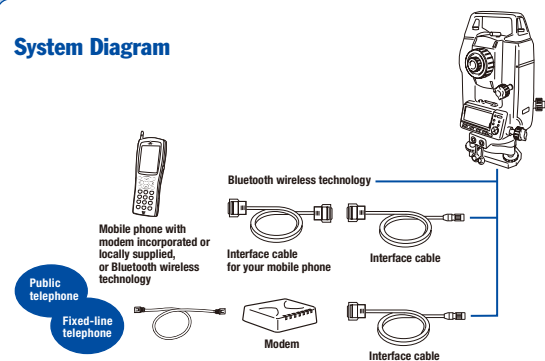 System Diagram
Bluetooth wireless technology
Mobile phone with
modem incorporated or
locally supplied,
or Bluetooth wireless
technology
Interface cable
for your mobile phone
Interface cable
Public
telephone
Fixed-line
telephone
Modem
Interface cable